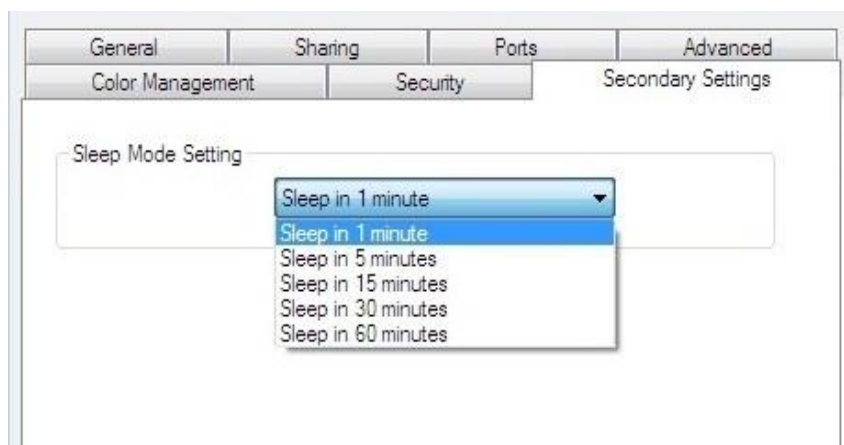 General Sharing Ports Advanced
Color Management Security Secondary Settings
Sleep Mode Setting
Sleep in 1 minute
Sleep in 1 minute
Sleep in 5 minutes
Sleep in 15 minutes
Sleep in 30 minutes
Sleep in 60 minutes